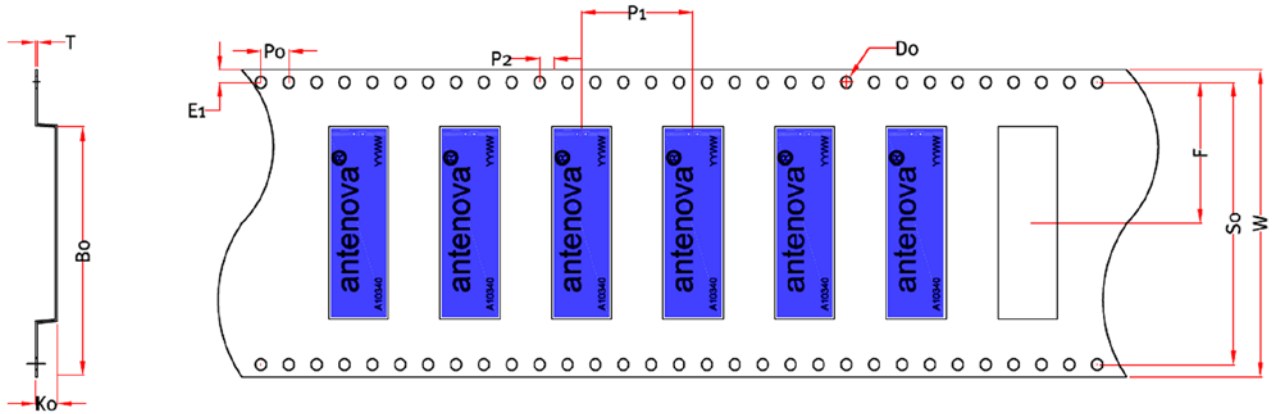 T
Po
P2
P1
Do
E1
F
So
W
Bo
Ko
antenova®
YYWW
A10340
antenova®
YYWW
A10340
antenova®
YYWW
A10340
antenova®
YYWW
A10340
antenova®
YYWW
A10340
antenova®
YYWW
A10340